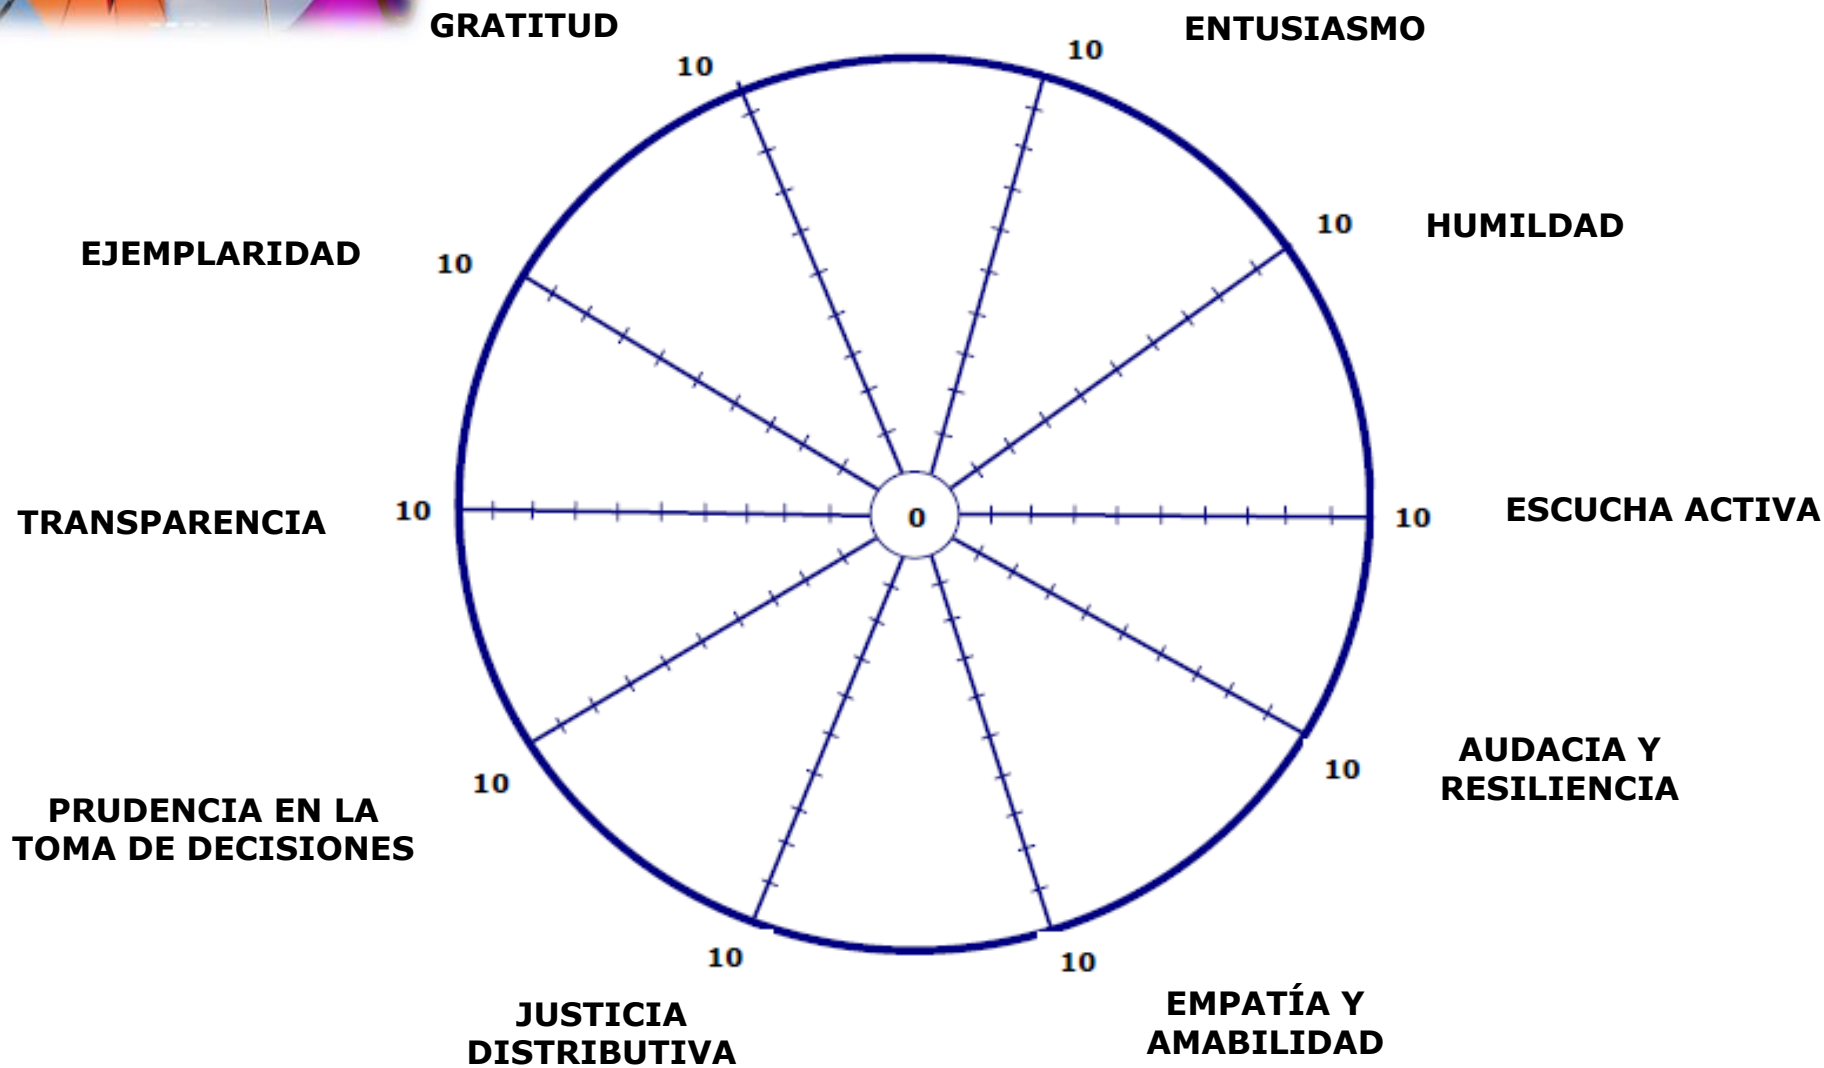 GRATITUD
ENTUSIASMO
10
10
10
HUMILDAD
EJEMPLARIDAD
10
TRANSPARENCIA
10
0
10
ESCUCHA ACTIVA
AUDACIA Y
RESILIENCIA
10
10
PRUDENCIA EN LA
TOMA DE DECISIONES
10
10
JUSTICIA
DISTRIBUTIVA
EMPATÍA Y
AMABILIDAD